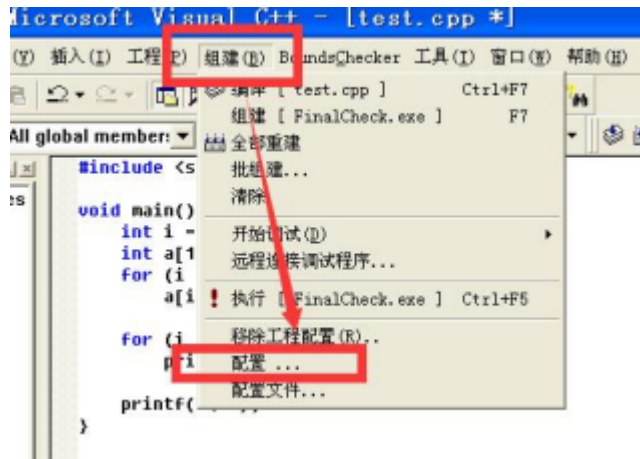 Microsoft Visual C++ - [test.cpp *]
(Y) 插入(I) 工程(P) 组建(B) BoundsChecker 工具(T) 窗口(W) 帮助(H)
编译 [ test.cpp ] Ctrl+F7
组建 [ FinalCheck.exe ] F7
All global member:
全部重建
#include <s
批组建...
es
清除
void main()
int i =
开始调试(D)
int a[1
远程连接调试程序...
for (i
a[i
执行 [ FinalCheck.exe ] Ctrl+F5
for (i
移除工程配置(R)..
pri
配置 ...
配置文件...
printf(
}